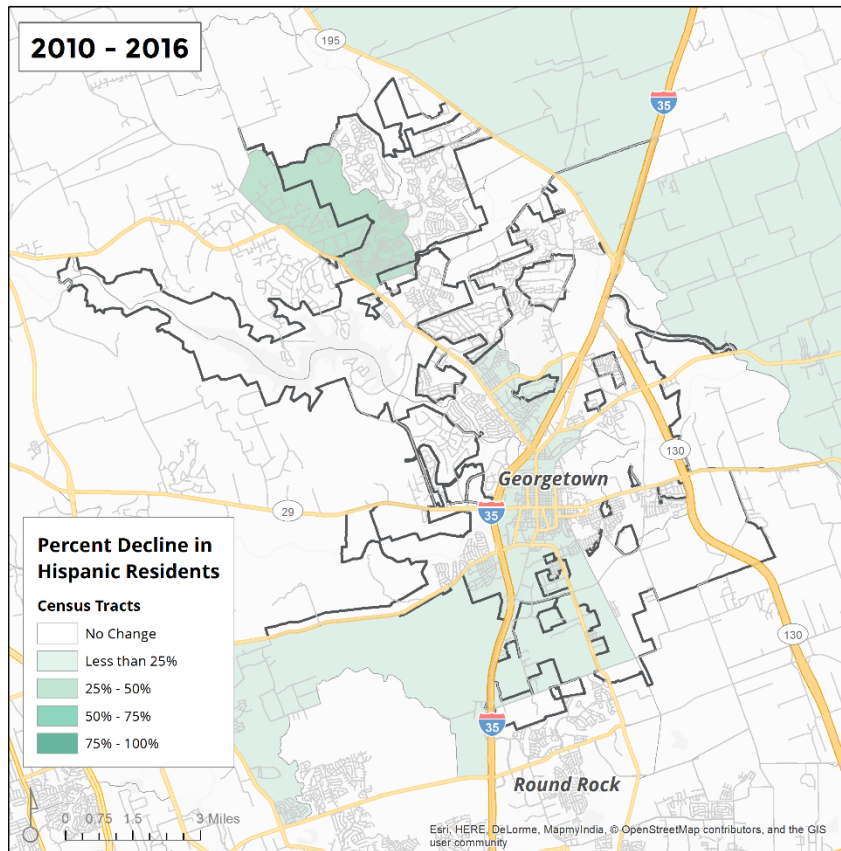 2010 - 2016
195
35
Georgetown
130
29
35
Percent Decline in
Hispanic Residents
Census Tracts
No Change
Less than 25%
25% - 50%
50% - 75%
75% - 100%
130
35
Round Rock
0 0.75 1.5 3 Miles
Esri, HERE, DeLorme, MapmyIndia, © OpenStreetMap contributors, and the GIS
user community